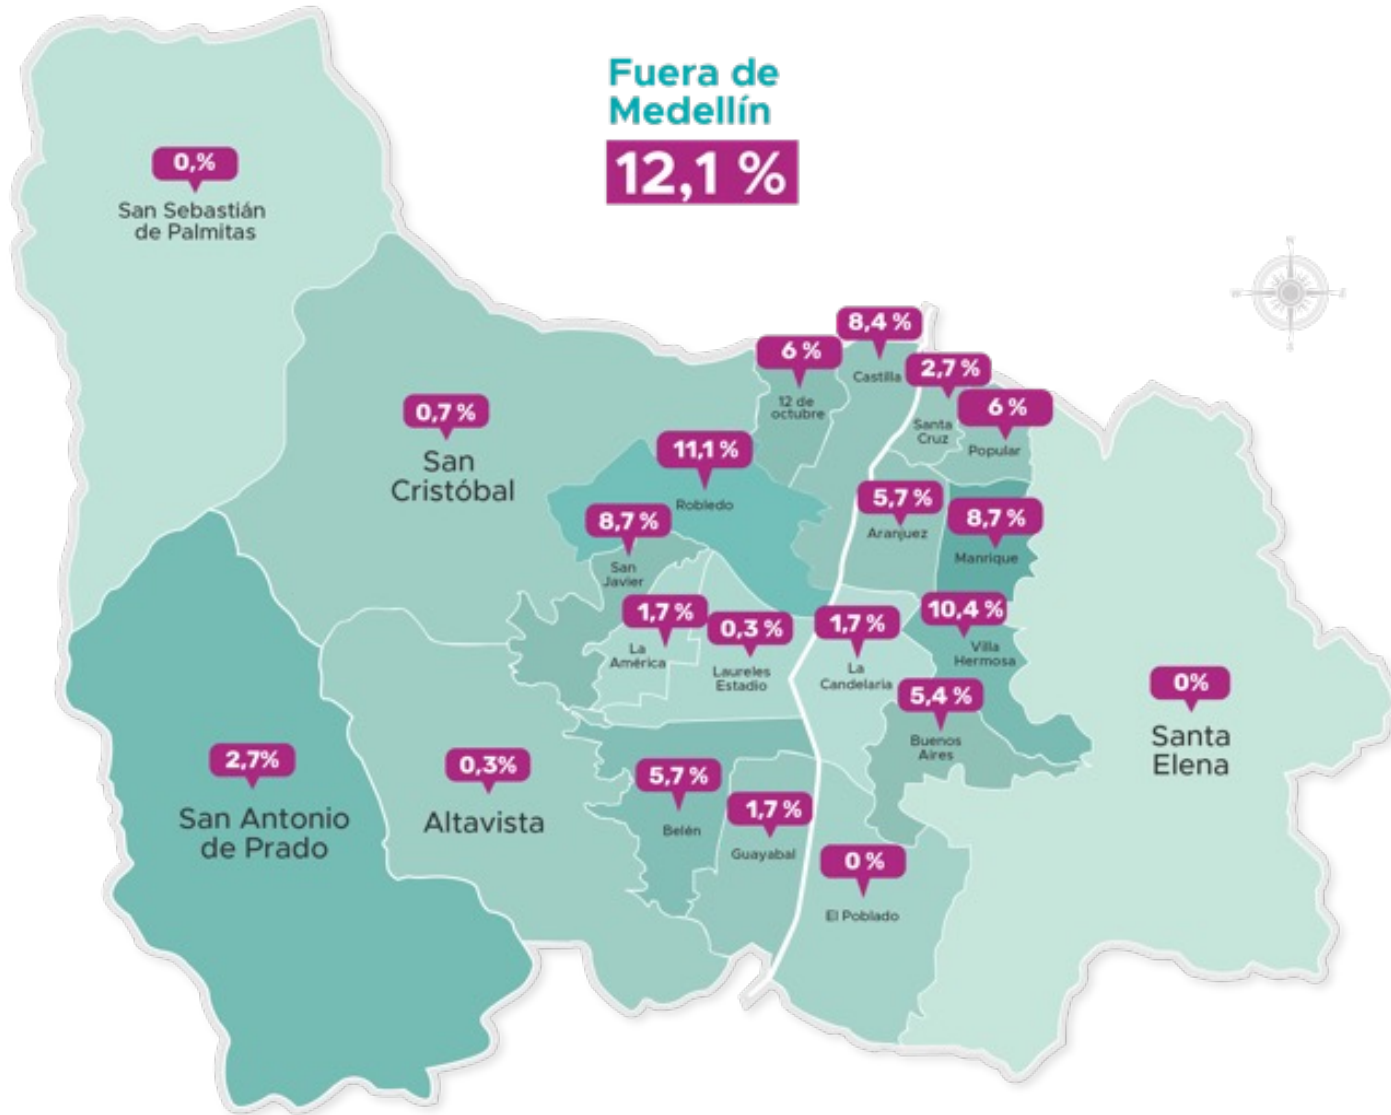 Fuera de
Medellín
12,1 %
0,%
San Sebastián
de Palmitas
N
W
E
S
8,4 %
Castilla
6 %
12 de
octubre
2,7 %
Santa
Cruz
6 %
Popular
0,7 %
San
Cristóbal
11,1 %
Robledo
5,7 %
Aranjuez
8,7 %
Manrique
8,7 %
San
Javier
1,7 %
La
América
0,3 %
Laureles
Estadio
1,7 %
La
Candelaria
10,4 %
Villa
Hermosa
5,4 %
Buenos
Aires
0%
Santa
Elena
2,7%
San Antonio
de Prado
0,3%
Altavista
5,7 %
Belén
1,7 %
Guayabal
0 %
El Poblado